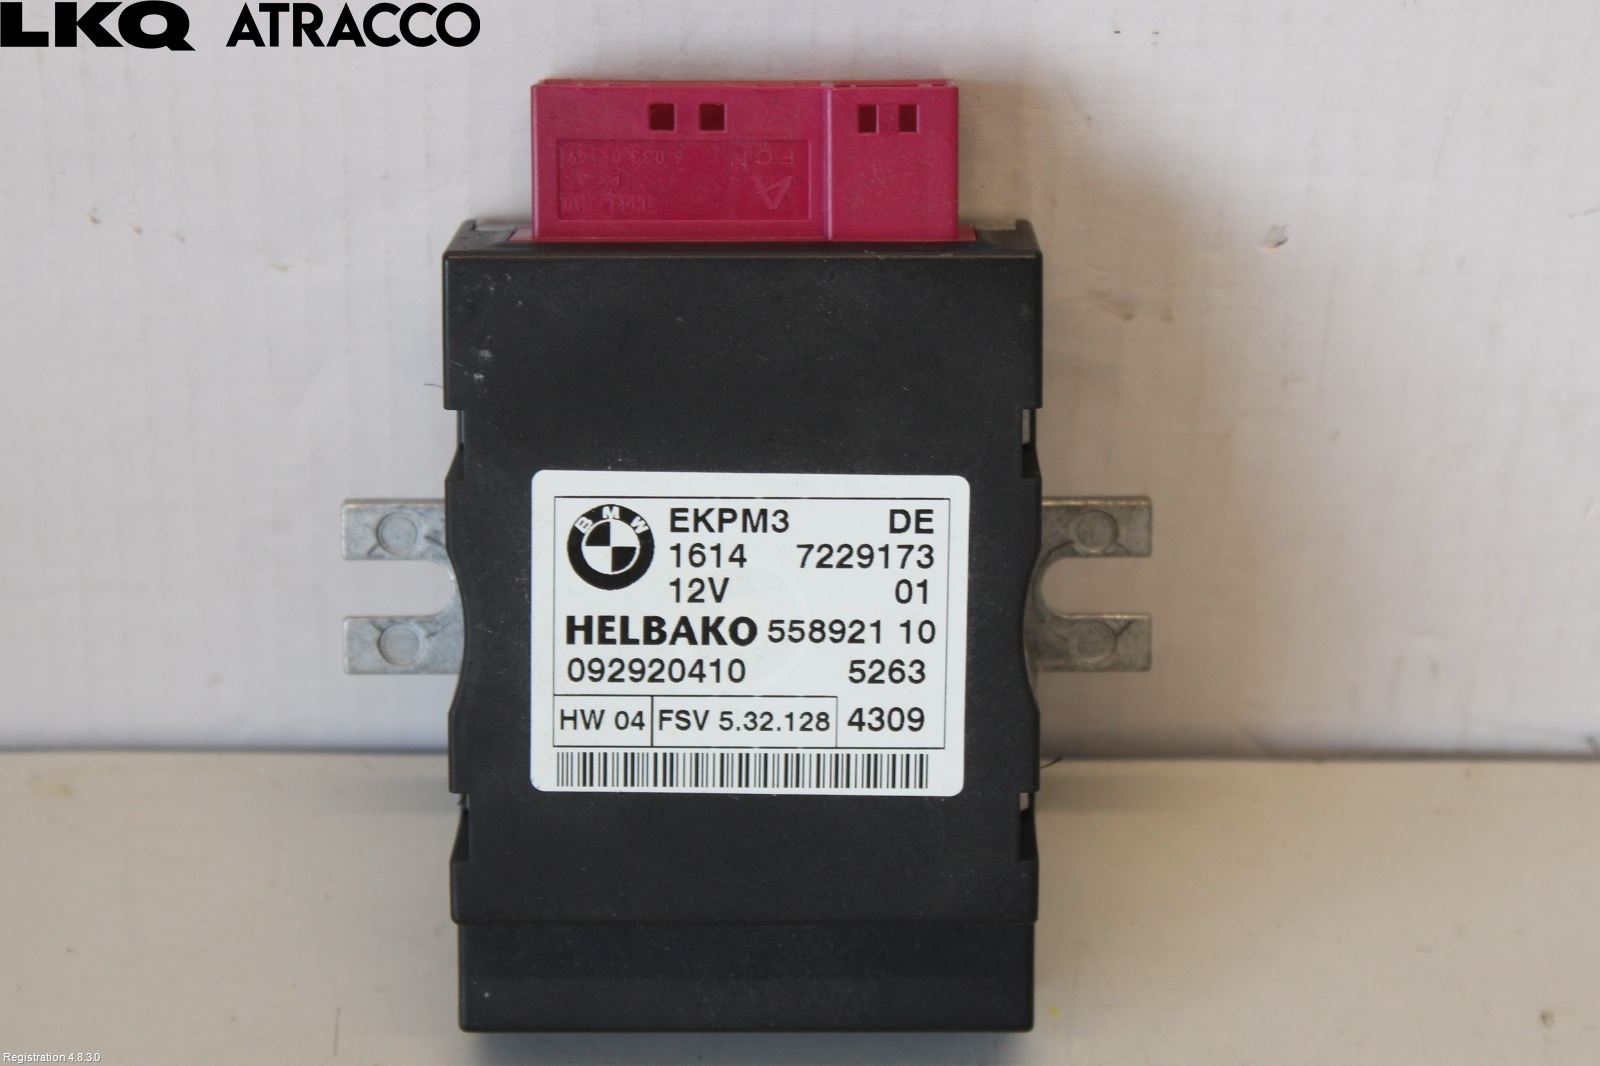 LKQ ATRACCO
BMW
EKPM3 DE
1614 7229173
12V 01
HELBAKO 558921 10
092920410 5263
HW 04 FSV 5.32.128 4309
Registration 4.8.3.0